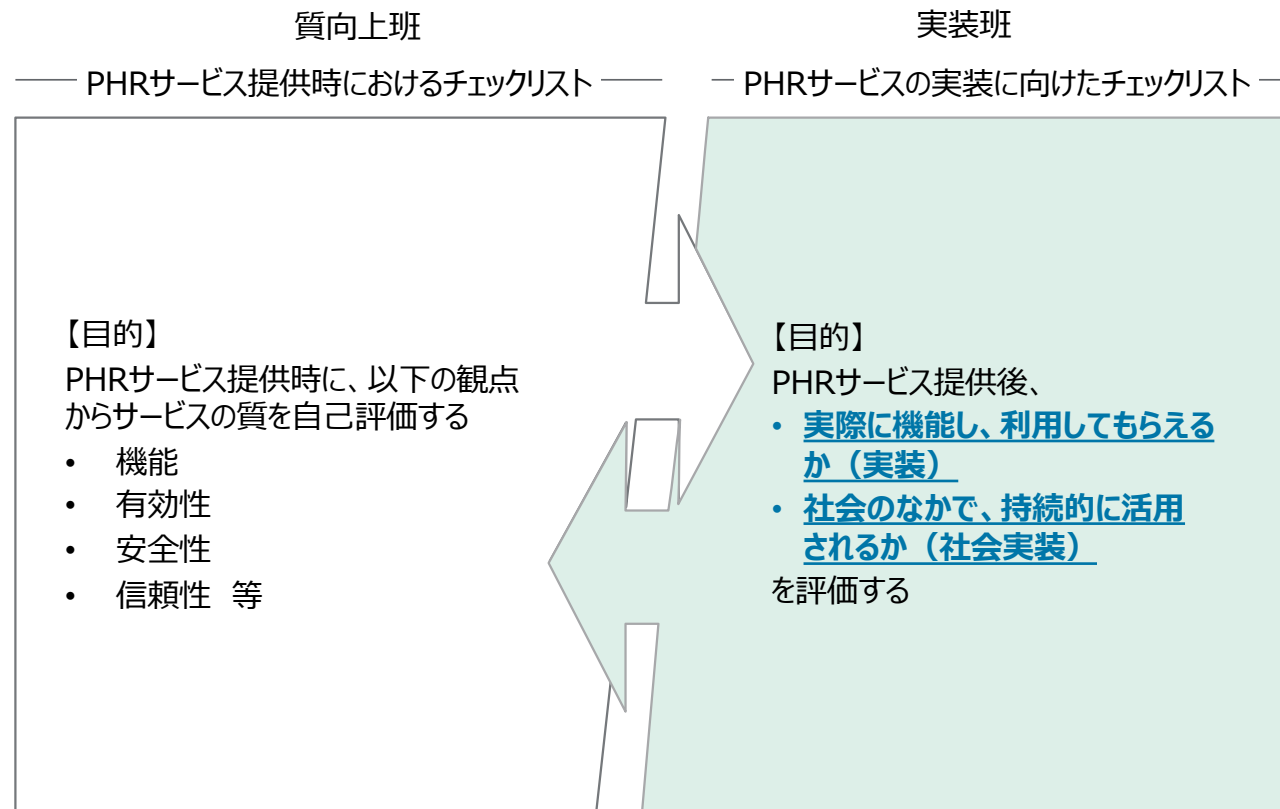 質向上班
PHRサービス提供時におけるチェックリスト
【目的】
PHRサービス提供時に、以下の観点
からサービスの質を自己評価する
• 機能
• 有効性
• 安全性
• 信頼性 等
実装班
PHRサービスの実装に向けたチェックリスト
【目的】
PHRサービス提供後、
• 実際に機能し、利用してもらえる
か（実装）
• 社会のなかで、持続的に活用
されるか（社会実装）
を評価する